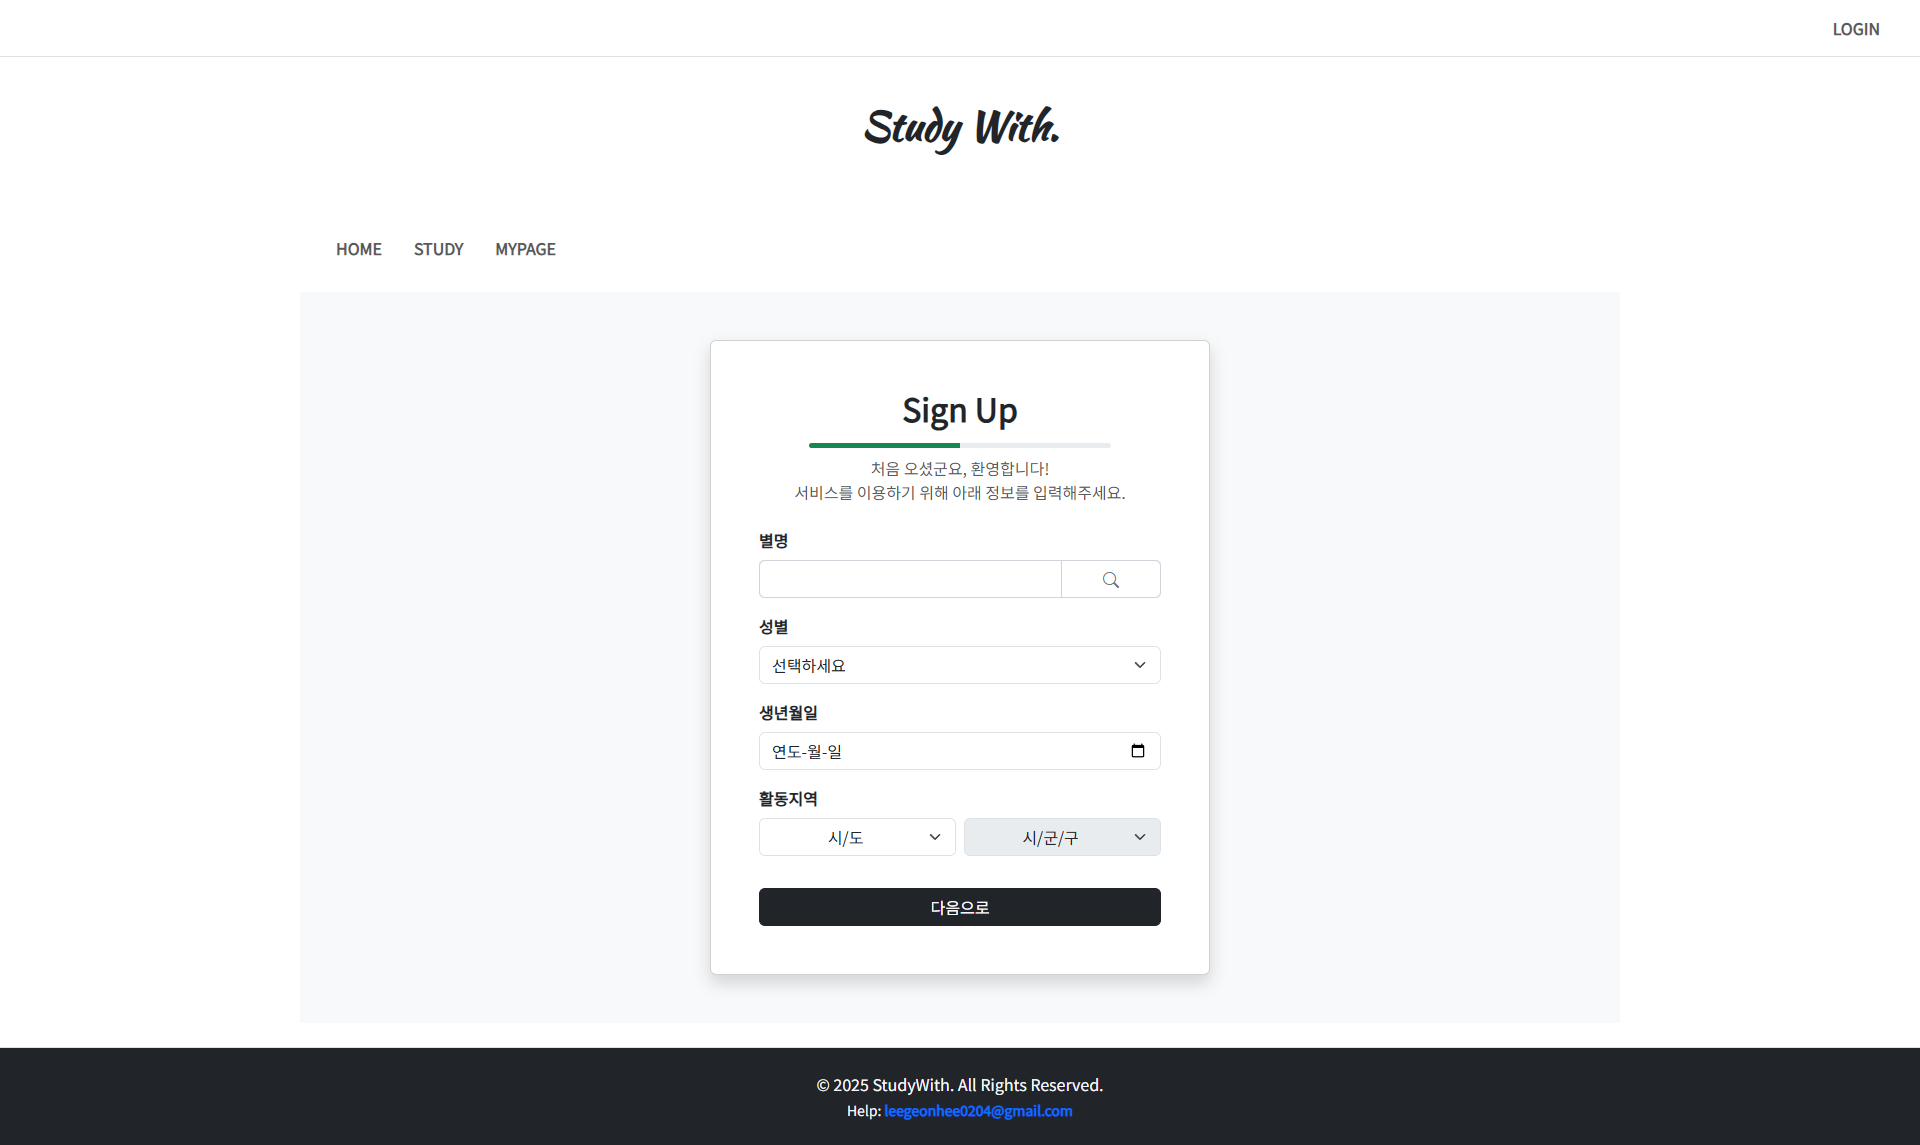 LOGIN
Study With.
HOME STUDY MYPAGE
Sign Up
처음 오셨군요, 환영합니다!
서비스를 이용하기 위해 아래 정보를 입력해주세요.
별명
성별
선택하세요
생년월일
연도-월-일
활동지역
시/도 시/군/구
다음으로
© 2025 StudyWith. All Rights Reserved.
Help: leegeonhee0204@gmail.com